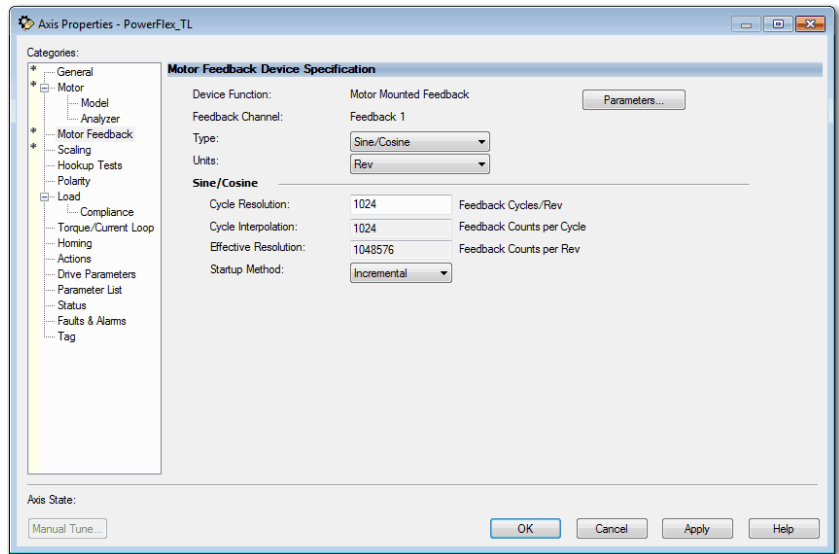 Axis Properties - PowerFlex_TL
Categories:
* General
* Motor
Model
Analyzer
* Motor Feedback
* Scaling
Hookup Tests
Polarity
Load
Compliance
Torque/Current Loop
Homing
Actions
Drive Parameters
Parameter List
Status
Faults & Alarms
Tag
Motor Feedback Device Specification
Device Function: Motor Mounted Feedback Parameters...
Feedback Channel: Feedback 1
Type: Sine/Cosine
Units: Rev
Sine/Cosine
Cycle Resolution: 1024 Feedback Cycles/Rev
Cycle Interpolation: 1024 Feedback Counts per Cycle
Effective Resolution: 1048576 Feedback Counts per Rev
Startup Method: Incremental
Axis State:
Manual Tune... OK Cancel Apply Help